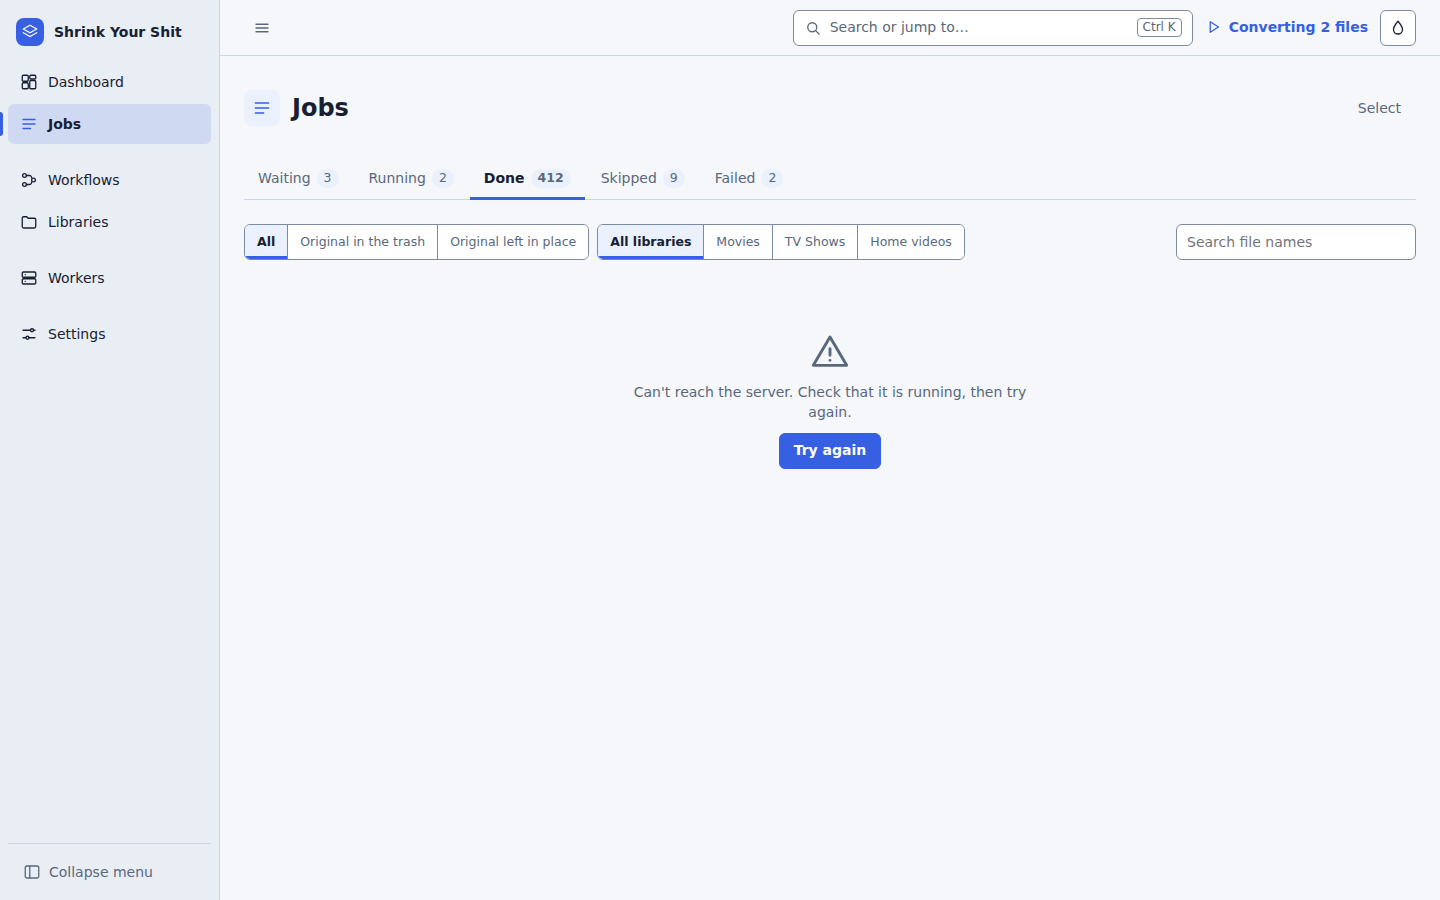 Shrink Your Shit
Search or jump to...
Ctrl K
Converting 2 files
Dashboard
Jobs
Workflows
Libraries
Workers
Settings
Collapse menu
Jobs
Select
Waiting 3
Running 2
Done 412
Skipped 9
Failed 2
All
Original in the trash
Original left in place
All libraries
Movies
TV Shows
Home videos
Search file names
Can't reach the server. Check that it is running, then try
again.
Try again